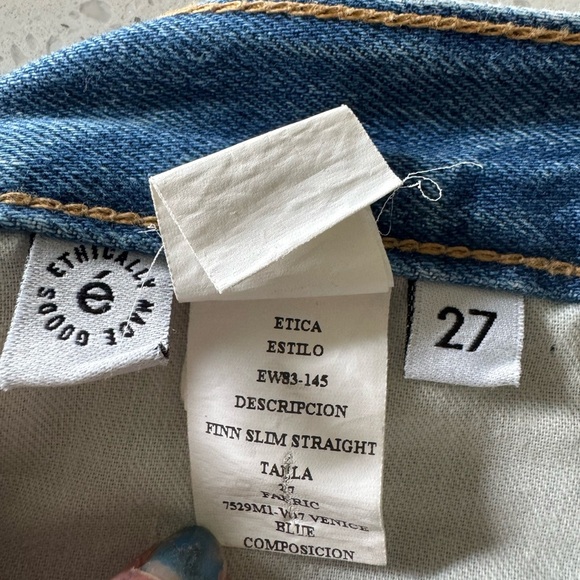 ETHICALLY MADE GOODS
é
ETICA
ESTILO
EW83-145
DESCRIPCION
FINN SLIM STRAIGHT
TALLA
27
FABRIC
7529M1-W07 VENICE
BLUE
COMPOSICION
27